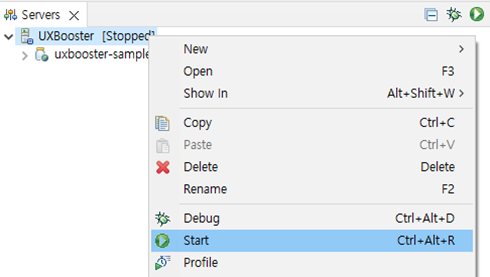 Servers
UXBooster [Stopped]
uxbooster-sample
New
Open F3
Show In Alt+Shift+W
Copy Ctrl+C
Paste Ctrl+V
Delete Delete
Rename F2
Debug Ctrl+Alt+D
Start Ctrl+Alt+R
Profile